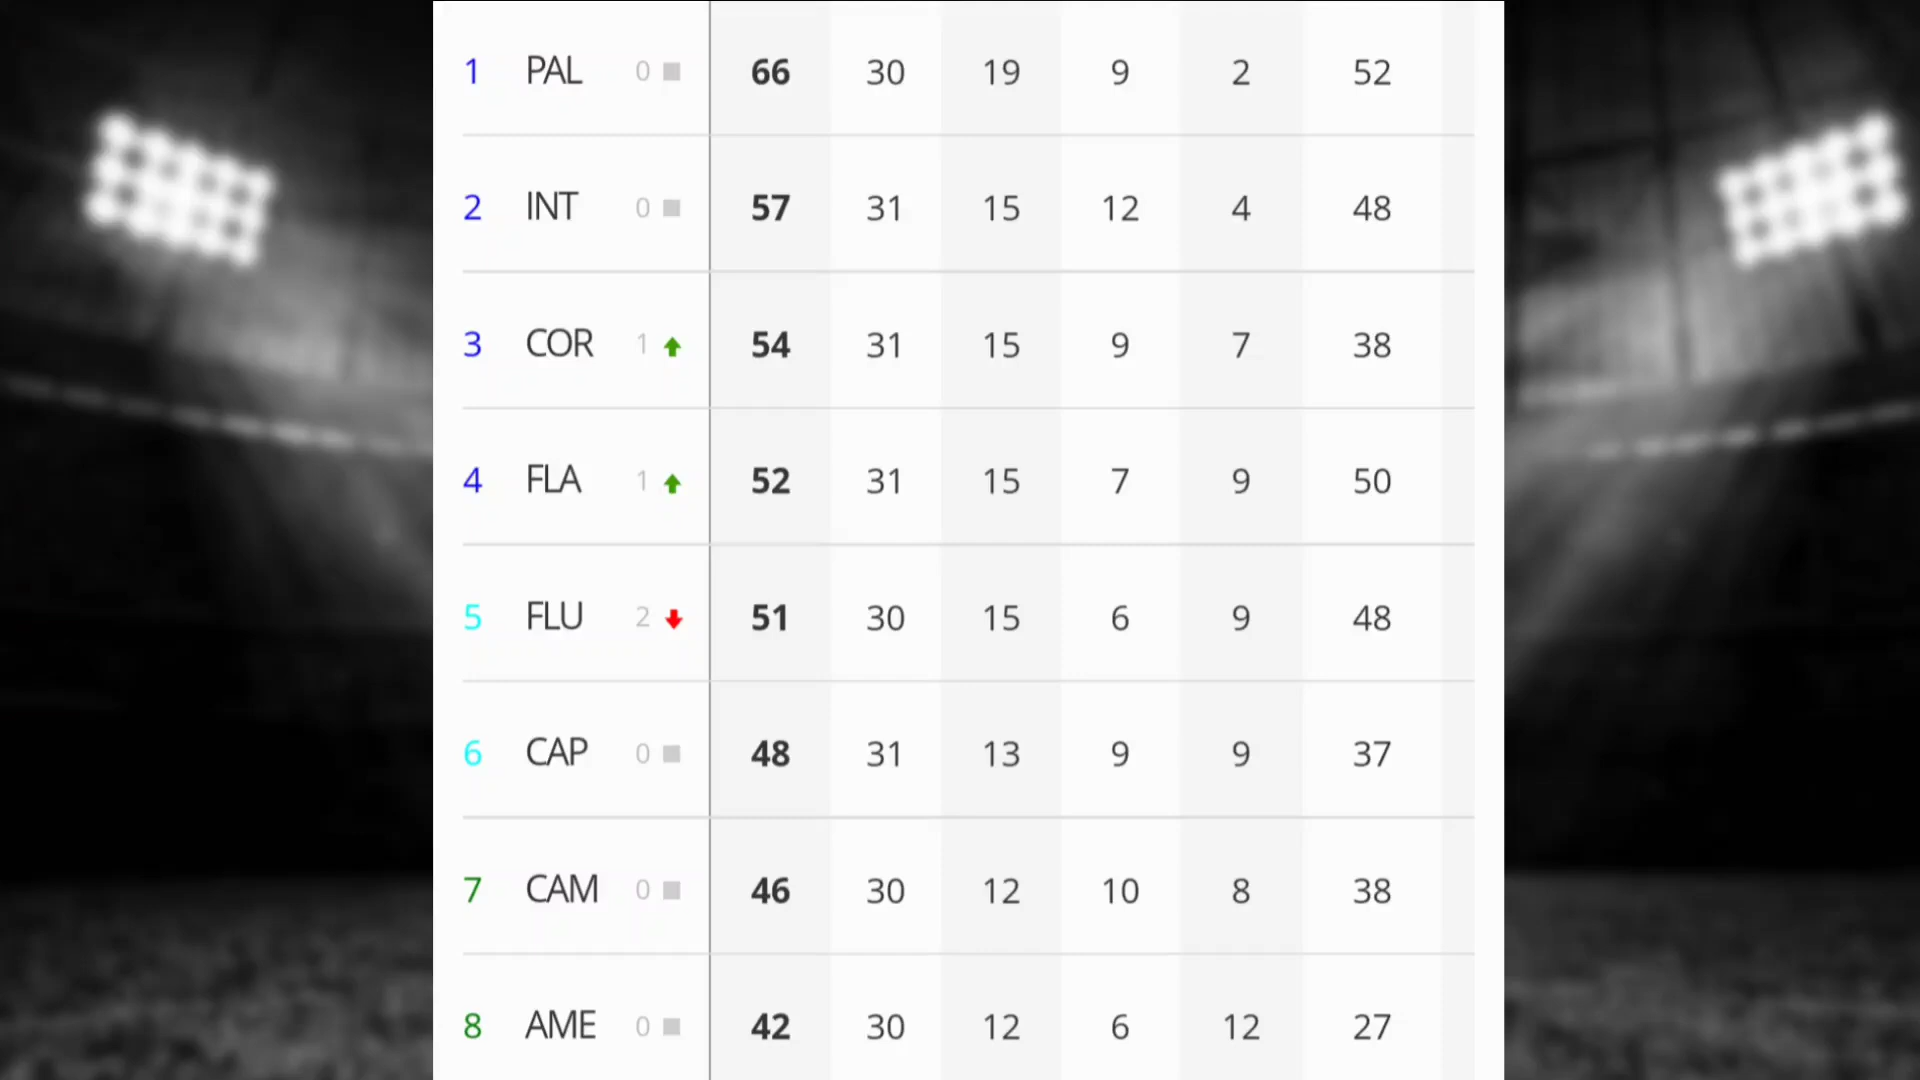 1 PAL 0 66 30 19 9 2 52
2 INT 0 57 31 15 12 4 48
3 COR 1 54 31 15 9 7 38
4 FLA 1 52 31 15 7 9 50
5 FLU 2 51 30 15 6 9 48
6 CAP 0 48 31 13 9 9 37
7 CAM 0 46 30 12 10 8 38
8 AME 0 42 30 12 6 12 27